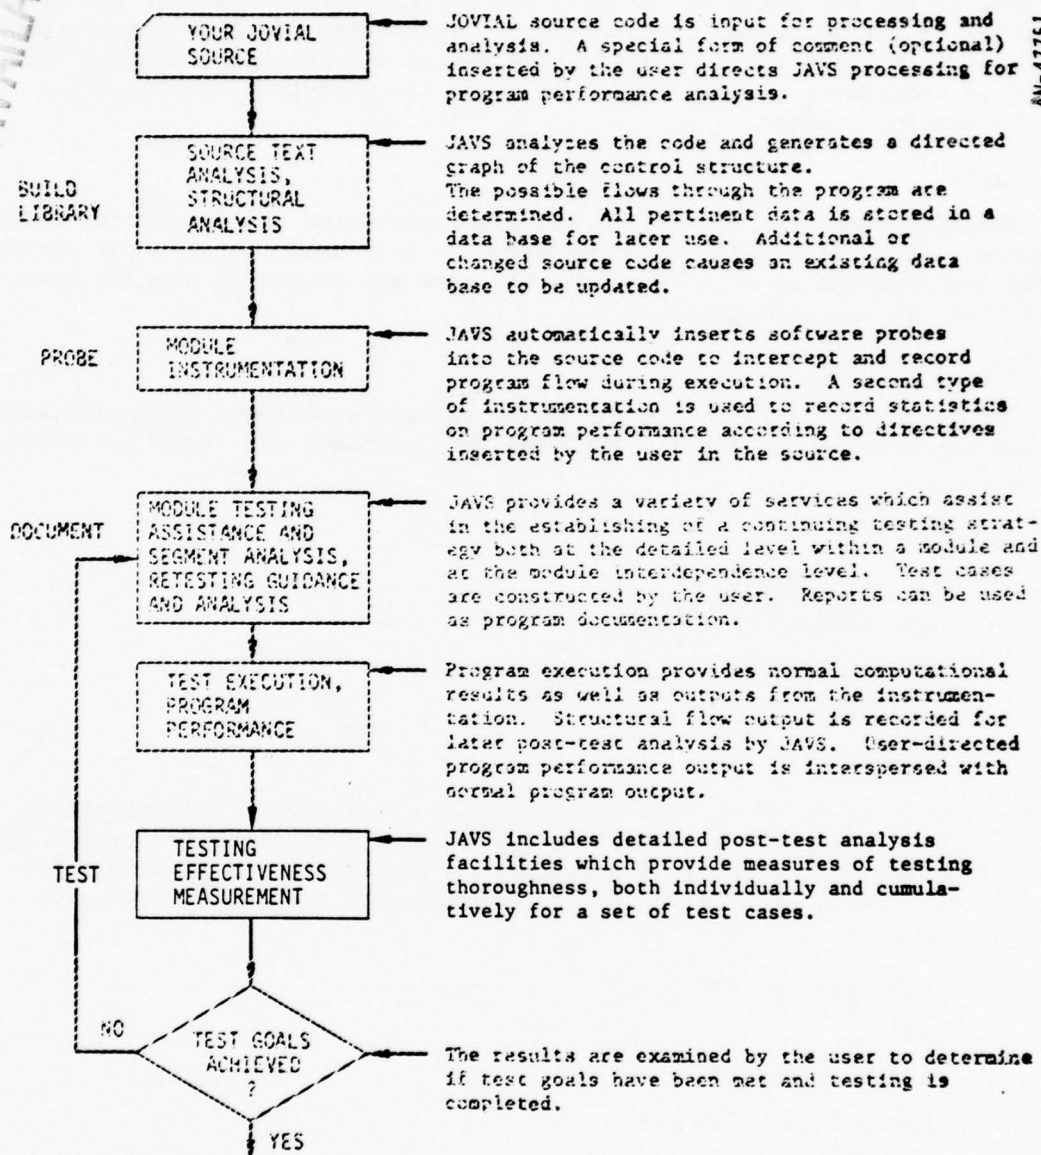 YOUR JOVIAL
SOURCE
JOVIAL source code is input for processing and
analysis. A special form of comment (optional)
inserted by the user directs JAVS processing for
program performance analysis.
BUILD
LIBRARY
SOURCE TEXT
ANALYSIS,
STRUCTURAL
ANALYSIS
JAVS analyzes the code and generates a directed
graph of the control structure.
The possible flows through the program are
determined. All pertinent data is stored in a
data base for later use. Additional or
changed source code causes an existing data
base to be updated.
PROBE
MODULE
INSTRUMENTATION
JAVS automatically inserts software probes
into the source code to intercept and record
program flow during execution. A second type
of instrumentation is used to record statistics
on program performance according to directives
inserted by the user in the source.
DOCUMENT
MODULE TESTING
ASSISTANCE AND
SEGMENT ANALYSIS,
RETESTING GUIDANCE
AND ANALYSIS
JAVS provides a variety of services which assist
in the establishing of a continuing testing strat-
egy both at the detailed level within a module and
at the module interdependence level. Test cases
are constructed by the user. Reports can be used
as program documentation.
TEST EXECUTION,
PROGRAM
PERFORMANCE
Program execution provides normal computational
results as well as outputs from the instrumen-
tation. Structural flow output is recorded for
later post-test analysis by JAVS. User-directed
program performance output is interspersed with
normal program output.
TEST
TESTING
EFFECTIVENESS
MEASUREMENT
JAVS includes detailed post-test analysis
facilities which provide measures of testing
thoroughness, both individually and cumula-
tively for a set of test cases.
NO
TEST GOALS
ACHIEVED
?
The results are examined by the user to determine
if test goals have been met and testing is
completed.
YES